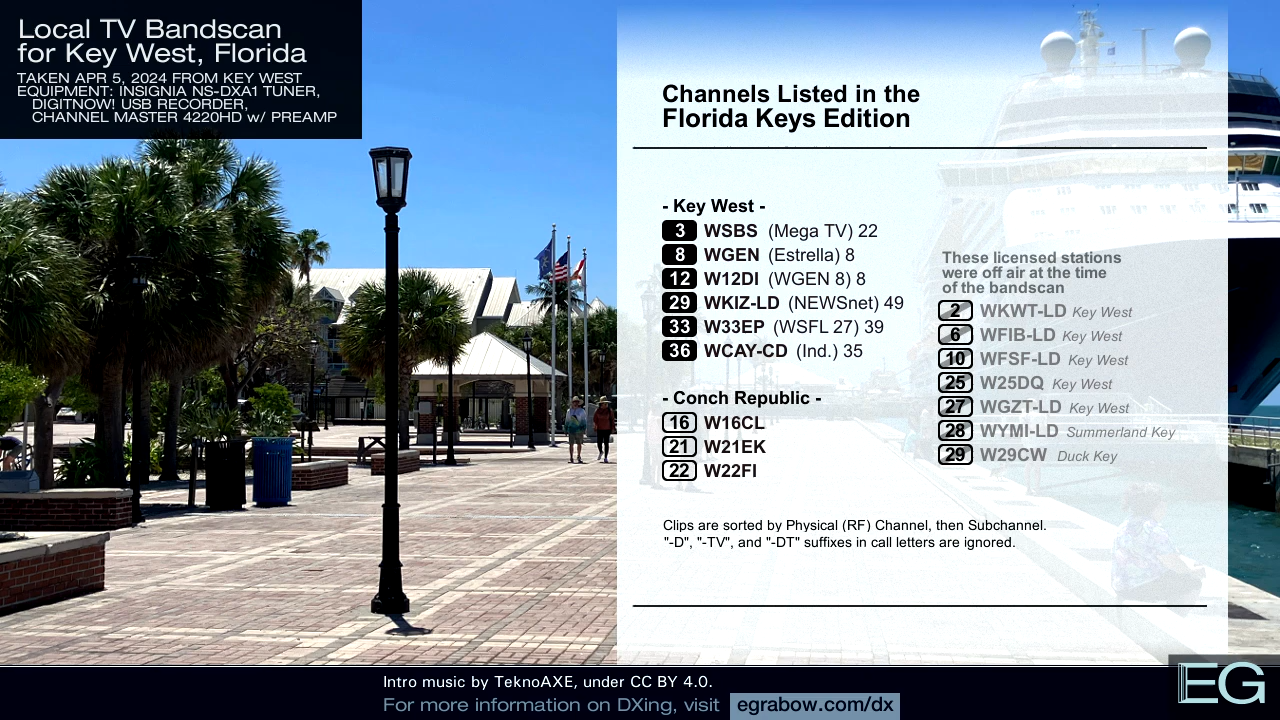 Local TV Bandscan
for Key West, Florida
TAKEN APR 5, 2024 FROM KEY WEST
EQUIPMENT: INSIGNIA NS-DXA1 TUNER,
DIGITNOW! USB RECORDER,
CHANNEL MASTER 4220HD w/ PREAMP
Channels Listed in the
Florida Keys Edition
- Key West -
3 WSBS (Mega TV) 22
8 WGEN (Estrella) 8
12 W12DI (WGEN 8) 8
29 WKIZ-LD (NEWSnet) 49
33 W33EP (WSFL 27) 39
36 WCAY-CD (Ind.) 35
- Conch Republic -
16 W16CL
21 W21EK
22 W22FI
These licensed stations
were off air at the time
of the bandscan
2 WKWT-LD Key West
6 WFIB-LD Key West
10 WFSF-LD Key West
25 W25DQ Key West
27 WGZT-LD Key West
28 WYMI-LD Summerland Key
29 W29CW Duck Key
Clips are sorted by Physical (RF) Channel, then Subchannel.
"-D", "-TV", and "-DT" suffixes in call letters are ignored.
Intro music by TeknoAXE, under CC BY 4.0.
For more information on DXing, visit egrabow.com/dx
EG